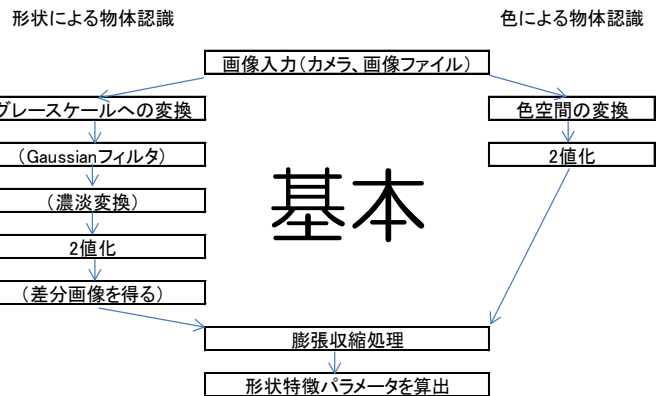 形状による物体認識
色による物体認識
画像入力(カメラ、画像ファイル)
グレースケールへの変換
色空間の変換
(Gaussianフィルタ)
2値化
(濃淡変換)
基本
2値化
(差分画像を得る)
膨張収縮処理
形状特徴パラメータを算出